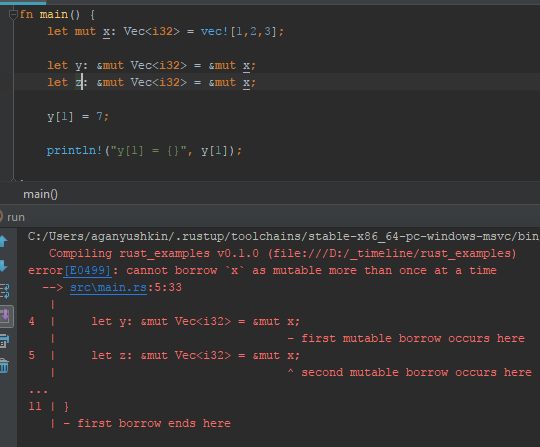 fn main() {
let mut x: Vec<i32> = vec![1,2,3];
let y: &mut Vec<i32> = &mut x;
let z: &mut Vec<i32> = &mut x;
y[1] = 7;
println!("y[1] = {}", y[1]);
main()
run
C:/Users/aganyushkin/.rustup/toolchains/stable-x86_64-pc-windows-msvc/bin
Compiling rust_examples v0.1.0 (file:///D:/_timeline/rust_examples)
error[E0499]: cannot borrow `x` as mutable more than once at a time
--> src\main.rs:5:33
|
4 | let y: &mut Vec<i32> = &mut x;
| - first mutable borrow occurs here
5 | let z: &mut Vec<i32> = &mut x;
| ^ second mutable borrow occurs here
...
11 | }
| - first borrow ends here